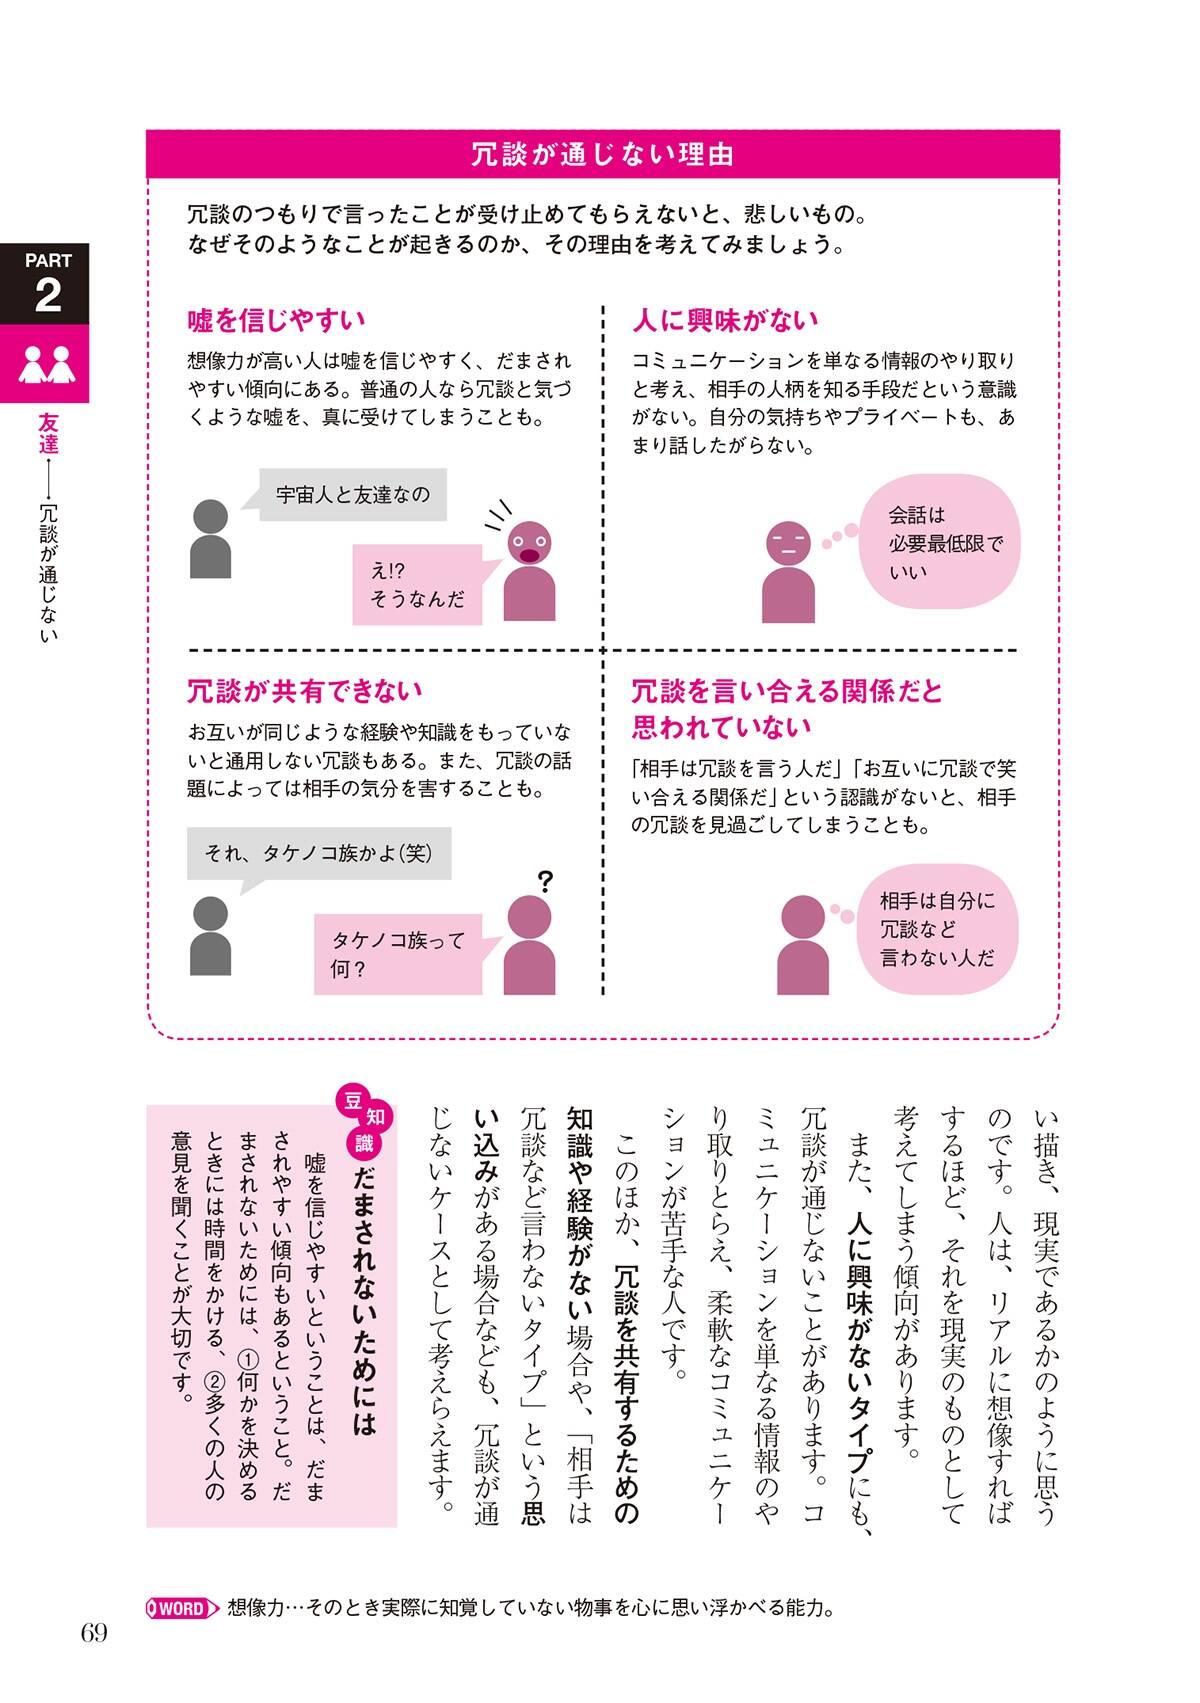 冗談が通じない理由
冗談のつもりで言ったことが受け止めてもらえないと、悲しいもの。
なぜそのようなことが起きるのか、その理由を考えてみましょう。
PART
2
友達――冗談が通じない
嘘を信じやすい
想像力が高い人は嘘を信じやすく、だまされ
やすい傾向にある。普通の人なら冗談と気づ
くような嘘を、真に受けてしまうことも。
宇宙人と友達なの
え!?
そうなんだ
人に興味がない
コミュニケーションを単なる情報のやり取り
と考え、相手の人柄を知る手段だという意識
がない。自分の気持ちやプライベートも、あ
まり話したがらない。
会話は
必要最低限で
いい
冗談が共有できない
お互いが同じような経験や知識をもっていな
いと通用しない冗談もある。また、冗談の話
題によっては相手の気分を害することも。
それ、タケノコ族かよ(笑)
?
タケノコ族って
何?
冗談を言い合える関係だと
思われていない
「相手は冗談を言う人だ」「お互いに冗談で笑
い合える関係だ」という認識がないと、相手
の冗談を見過ごしてしまうことも。
相手は自分に
冗談など
言わない人だ
い描き、現実であるかのように思う
のです。人は、リアルに想像すれば
するほど、それを現実のものとして
考えてしまう傾向があります。
また、人に興味がないタイプにも、
冗談が通じないことがあります。コ
ミュニケーションを単なる情報のや
り取りとらえ、柔軟なコミュニケー
ションが苦手な人です。
このほか、冗談を共有するための
知識や経験がない場合や、「相手は
冗談など言わないタイプ」という思
い込みがある場合なども、冗談が通
じないケースとして考えらえます。
豆知識
だまされないためには
嘘を信じやすいということは、だま
されやすい傾向もあるということ。だ
まされないためには、①何かを決める
ときには時間をかける、②多くの人の
意見を聞くことが大切です。
WORD 想像力…そのとき実際に知覚していない物事を心に思い浮かべる能力。
69